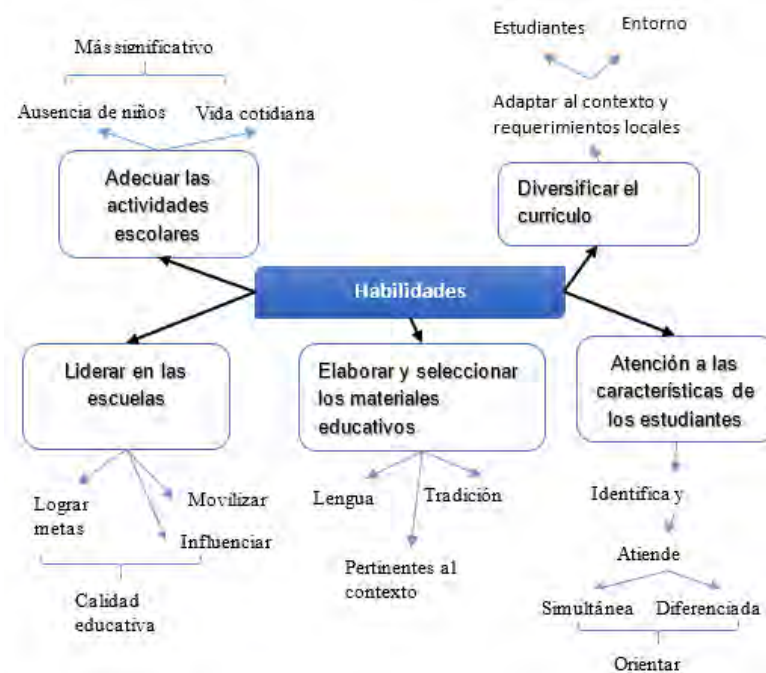 Más significativo
Ausencia de niños
Vida cotidiana
Adecuar las
actividades
escolares
Estudiantes
Entorno
Adaptar al contexto y
requerimientos locales
Diversificar el
currículo
Habilidades
Liderar en las
escuelas
Lograr
metas
Movilizar
Influenciar
Calidad
educativa
Elaborar y seleccionar
los materiales
educativos
Lengua
Tradición
Pertinentes al
contexto
Atención a las
características de
los estudiantes
Identifica y
Atiende
Simultánea
Diferenciada
Orientar